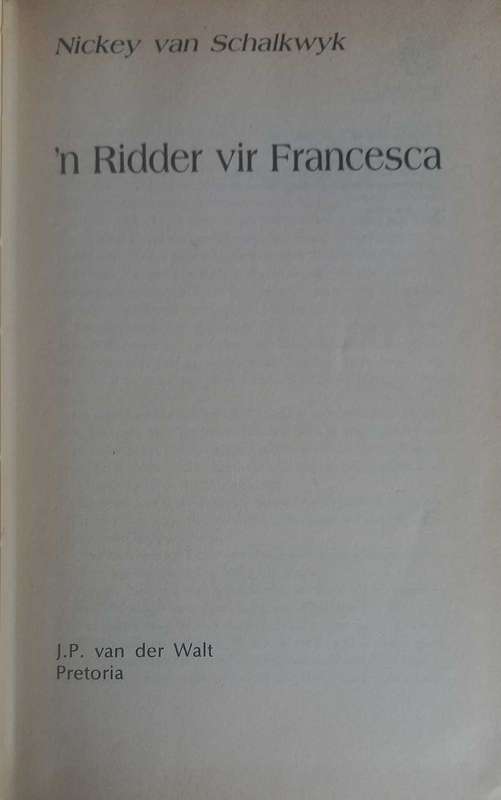 Nickey van Schalkwyk
'n Ridder vir Francesca
J.P. van der Walt
Pretoria